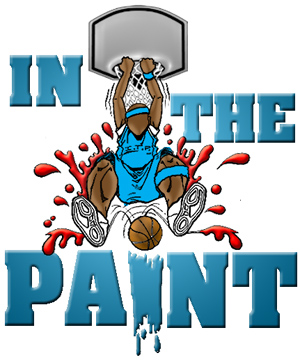 IN
THE
PAINT